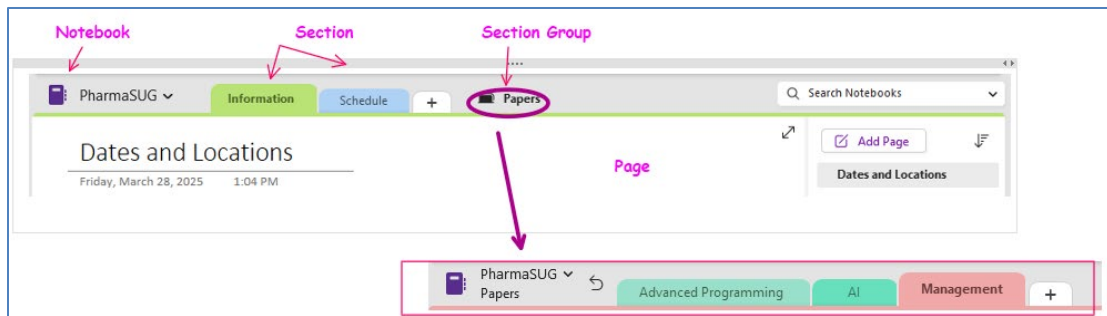 Notebook
Section
Section Group
PharmaSUG
Information
Schedule
+
Papers
Search Notebooks
Dates and Locations
Friday, March 28, 2025 1:04 PM
Page
Add Page
Dates and Locations
PharmaSUG
Papers
Advanced Programming
AI
Management
+